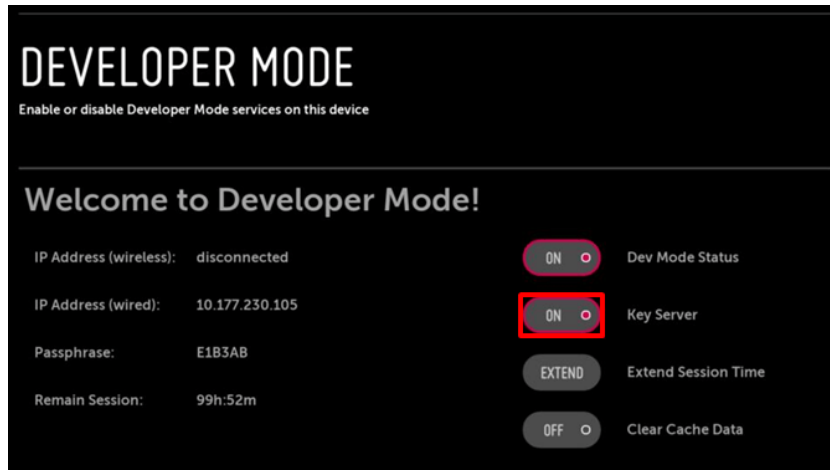 DEVELOPER MODE
Enable or disable Developer Mode services on this device
Welcome to Developer Mode!
IP Address (wireless): disconnected ON Dev Mode Status
IP Address (wired): 10.177.230.105 ON Key Server
Passphrase: E1B3AB EXTEND Extend Session Time
Remain Session: 99h:52m OFF Clear Cache Data